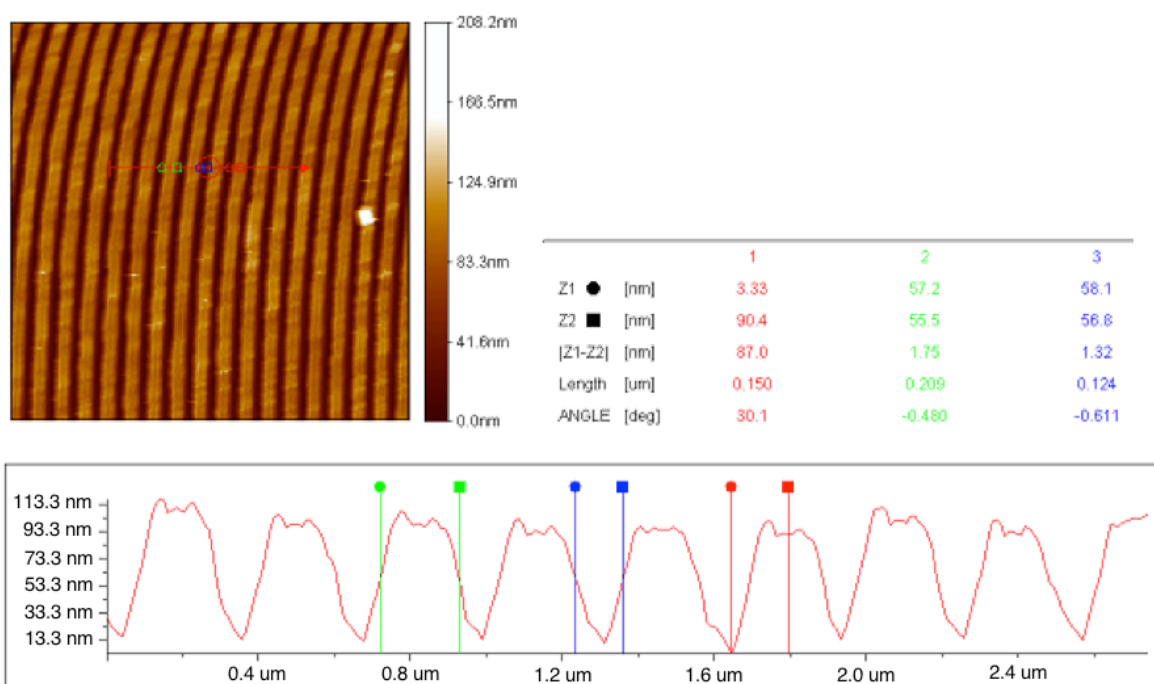 208.2nm
166.5nm
124.9nm
83.3nm
41.6nm
0.0nm
1 2 3
Z1 ● [nm] 3.33 57.2 58.1
Z2 ■ [nm] 90.4 55.5 56.8
|Z1-Z2| [nm] 87.0 1.75 1.32
Length [um] 0.150 0.209 0.124
ANGLE [deg] 30.1 -0.480 -0.611
113.3 nm
93.3 nm
73.3 nm
53.3 nm
33.3 nm
13.3 nm
0.4 um 0.8 um 1.2 um 1.6 um 2.0 um 2.4 um